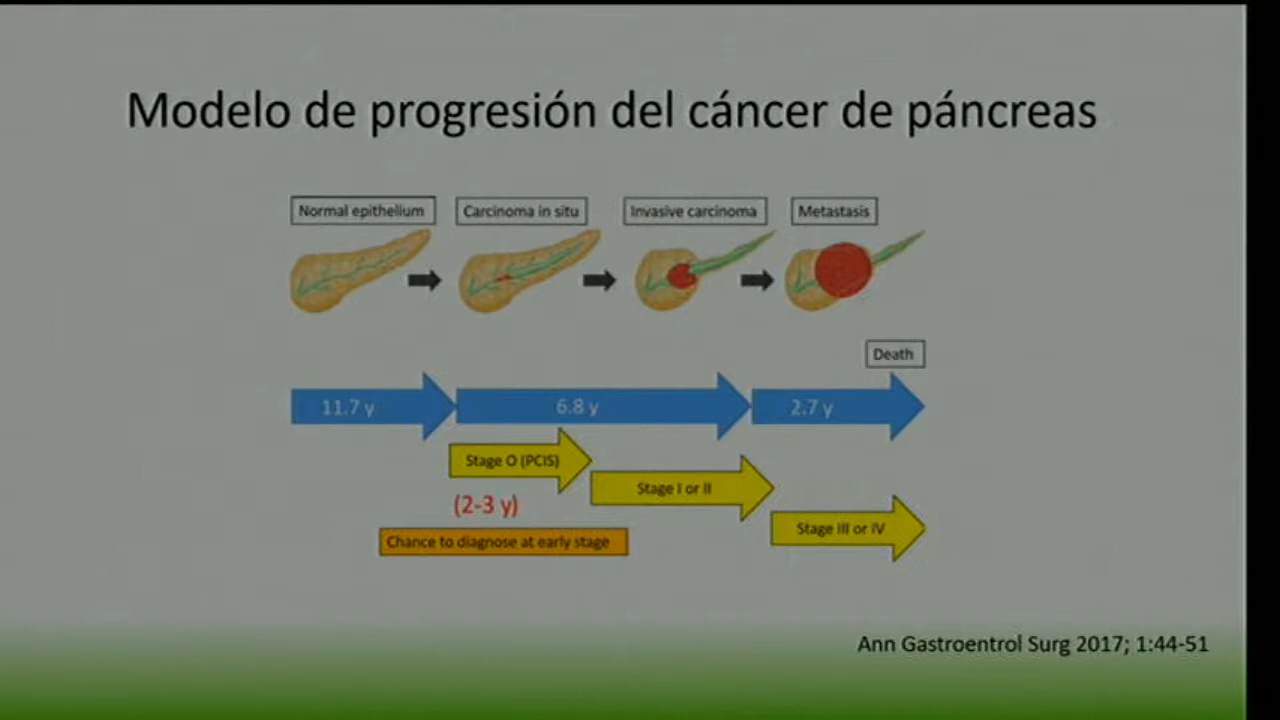 Modelo de progresión del cáncer de páncreas
Normal epithelium
Carcinoma in situ
Invasive carcinoma
Metastasis
Death
11.7 y
6.8 y
2.7 y
Stage O (PCIS)
Stage I or II
(2-3 y)
Stage III or IV
Chance to diagnose at early stage
Ann Gastroentrol Surg 2017; 1:44-51